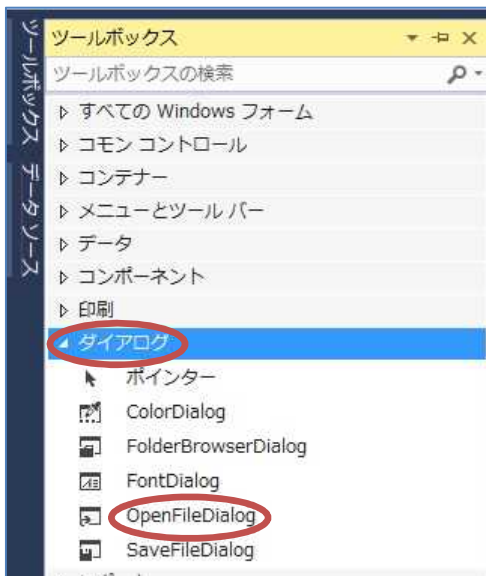 ツールボックス
ツールボックスの検索
すべての Windows フォーム
コモン コントロール
コンテナー
メニューとツール バー
データ
コンポーネント
印刷
ダイアログ
ポインター
ColorDialog
FolderBrowserDialog
FontDialog
OpenFileDialog
SaveFileDialog
ツールボックス
データ ソース